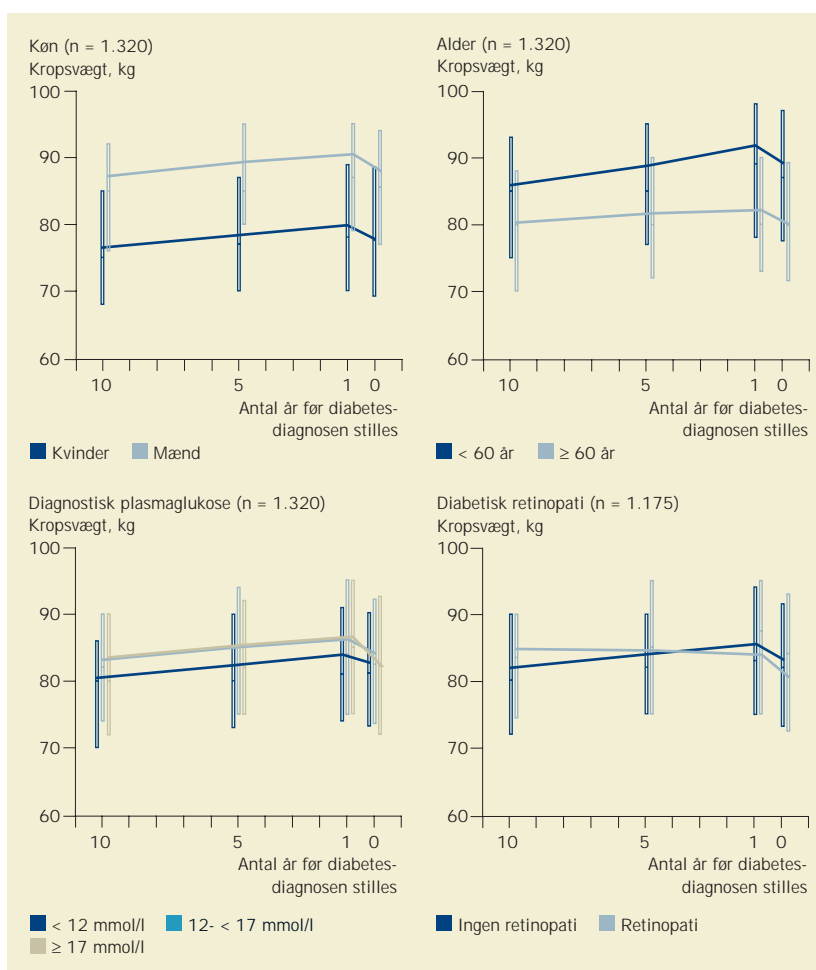 Køn (n = 1.320)
Kropsvægt, kg
100
90
80
70
60
10 5 1 0
Antal år før diabetes-
diagnosen stilles
Kvinder Mænd
Alder (n = 1.320)
Kropsvægt, kg
100
90
80
70
60
10 5 1 0
Antal år før diabetes-
diagnosen stilles
< 60 år ≥ 60 år
Diagnostisk plasmaglukose (n = 1.320)
Kropsvægt, kg
100
90
80
70
60
10 5 1 0
Antal år før diabetes-
diagnosen stilles
< 12 mmol/l 12- < 17 mmol/l
≥ 17 mmol/l
Diabetisk retinopati (n = 1.175)
Kropsvægt, kg
100
90
80
70
60
10 5 1 0
Antal år før diabetes-
diagnosen stilles
Ingen retinopati Retinopati